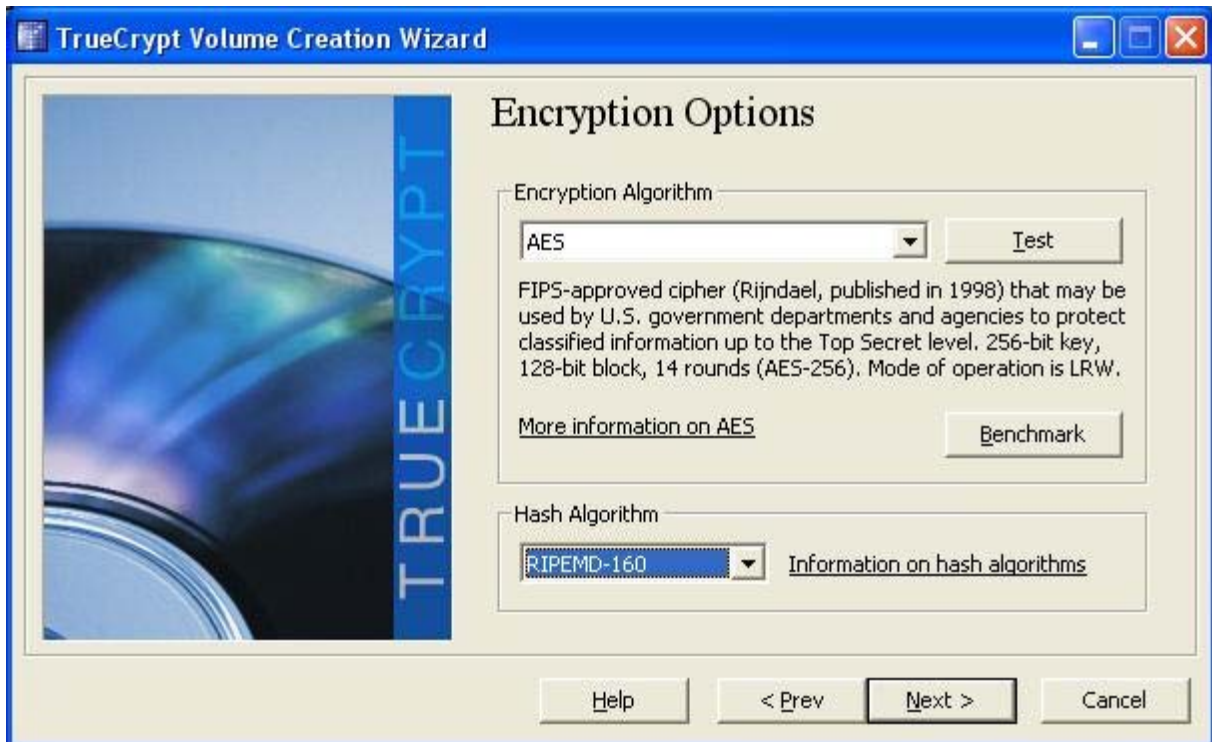 TrueCrypt Volume Creation Wizard
TRUECRYPT
Encryption Options
Encryption Algorithm
AES
Test
FIPS-approved cipher (Rijndael, published in 1998) that may be
used by U.S. government departments and agencies to protect
classified information up to the Top Secret level. 256-bit key,
128-bit block, 14 rounds (AES-256). Mode of operation is LRW.
More information on AES
Benchmark
Hash Algorithm
RIPEMD-160
Information on hash algorithms
Help
< Prev
Next >
Cancel